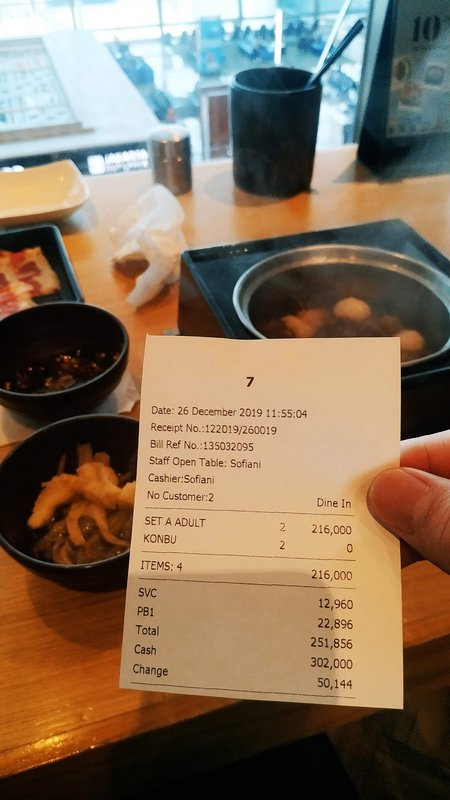 10%
7
Date: 26 December 2019 11:55:04
Receipt No.:122019/260019
Bill Ref No.:135032095
Staff Open Table: Sofiani
Cashier:Sofiani
No Customer:2 Dine In
SET A ADULT 2 216,000
KONBU 2 0
ITEMS: 4 216,000
SVC 12,960
PB1 22,896
Total 251,856
Cash 302,000
Change 50,144